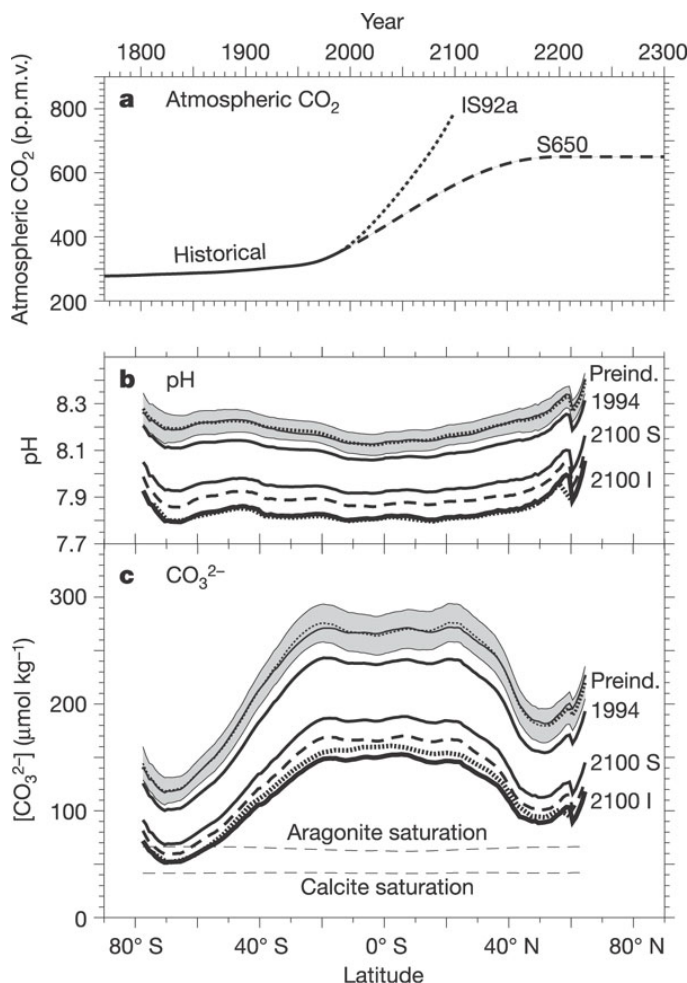 Year
1800 1900 2000 2100 2200 2300
a Atmospheric CO2 (p.p.m.v.)
Atmospheric CO₂
800
600
400
200
IS92a
S650
Historical
b pH
pH
8.3
8.1
7.9
7.7
Preind.
1994
2100 S
2100 I
c CO₃²⁻
[CO₃²⁻] (µmol kg⁻¹)
300
200
100
0
Preind.
1994
2100 S
2100 I
Aragonite saturation
Calcite saturation
80° S 40° S 0° S 40° N 80° N
Latitude